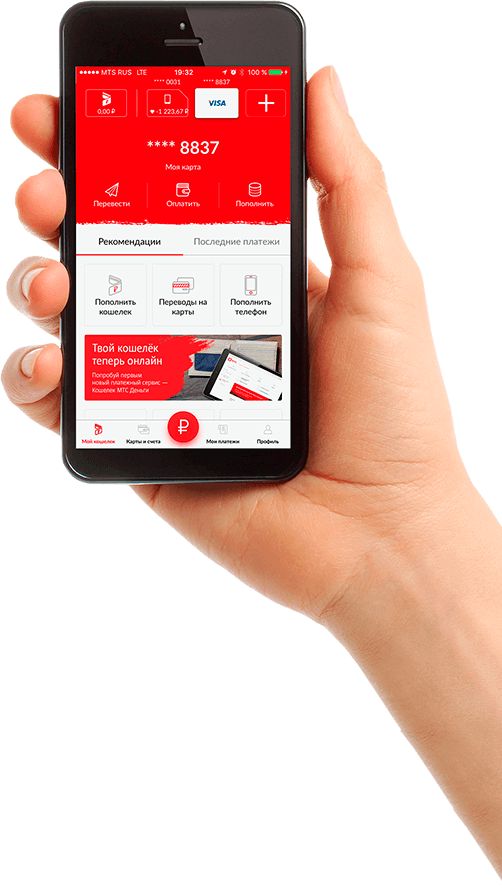 MTS RUS LTE 19:32 100 %
**** 0031 **** 8837
0,00 ₽ -1 223,67 ₽ VISA
**** 8837
Моя карта
Перевести Оплатить Пополнить
Рекомендации Последние платежи
Пополнить кошелек
Переводы на карты
Пополнить телефон
Твой кошелёк
теперь онлайн
Попробуй первым
новый платежный сервис —
Кошелек МТС Деньги
₽
Мой кошелек Карты и счета Мои платежи Профиль